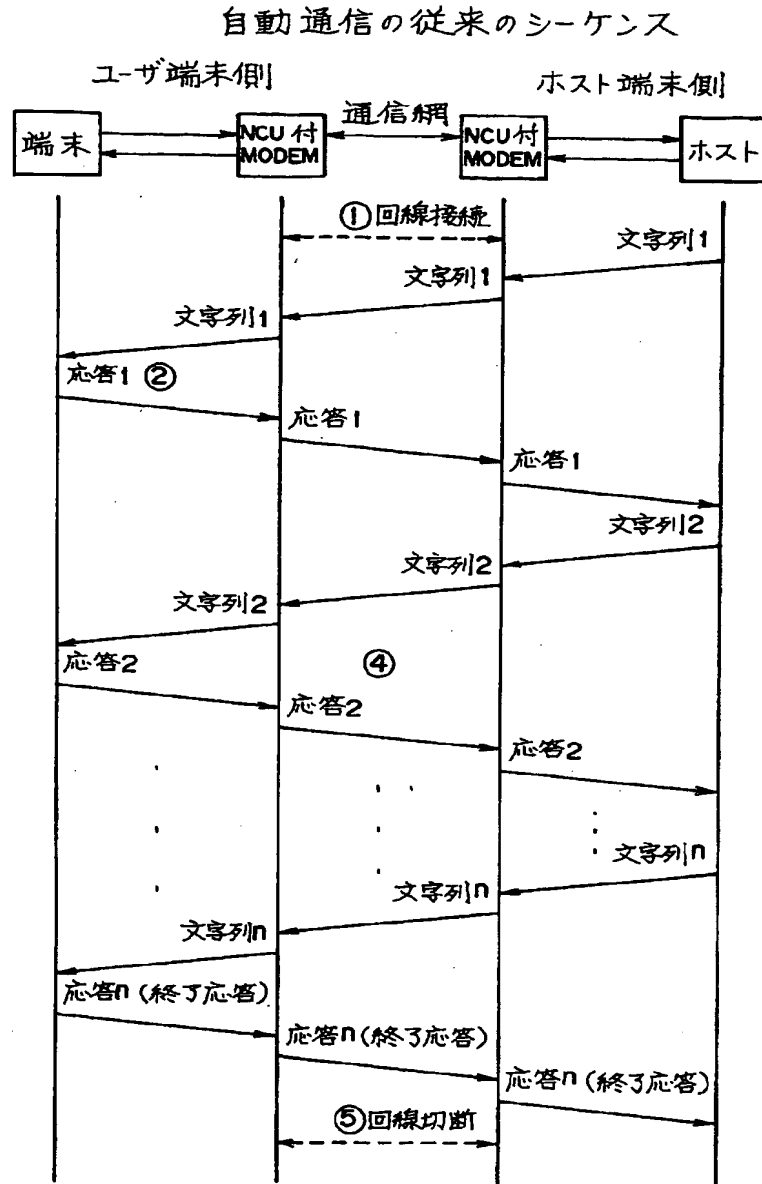 自動通信の従来のシーケンス
ユーザ端末側
ホスト端末側
端末
NCU付
MODEM
通信網
NCU付
MODEM
ホスト
①回線接続
文字列1
文字列1
文字列1
応答1 ②
応答1
応答1
文字列2
文字列2
文字列2
応答2
④
応答2
応答2
文字列n
文字列n
文字列n
応答n(終了応答)
応答n(終了応答)
応答n(終了応答)
⑤回線切断